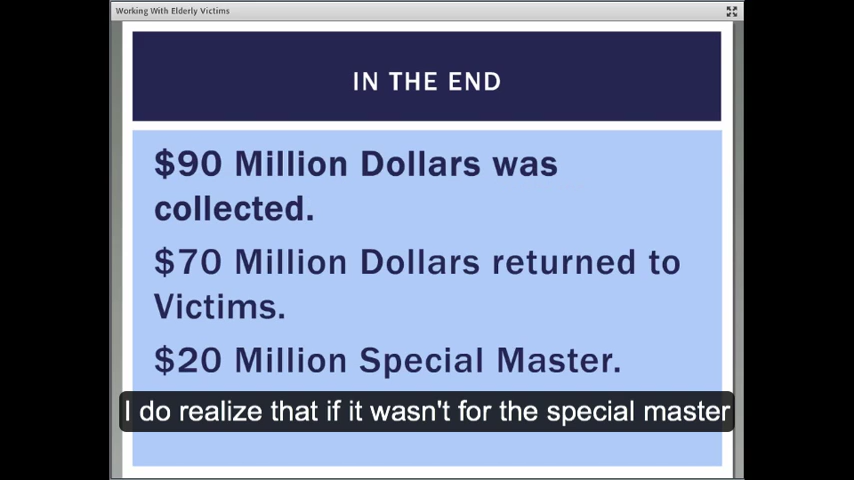 Working With Elderly Victims
IN THE END
$90 Million Dollars was
collected.
$70 Million Dollars returned to
Victims.
$20 Million Special Master.
I do realize that if it wasn't for the special master